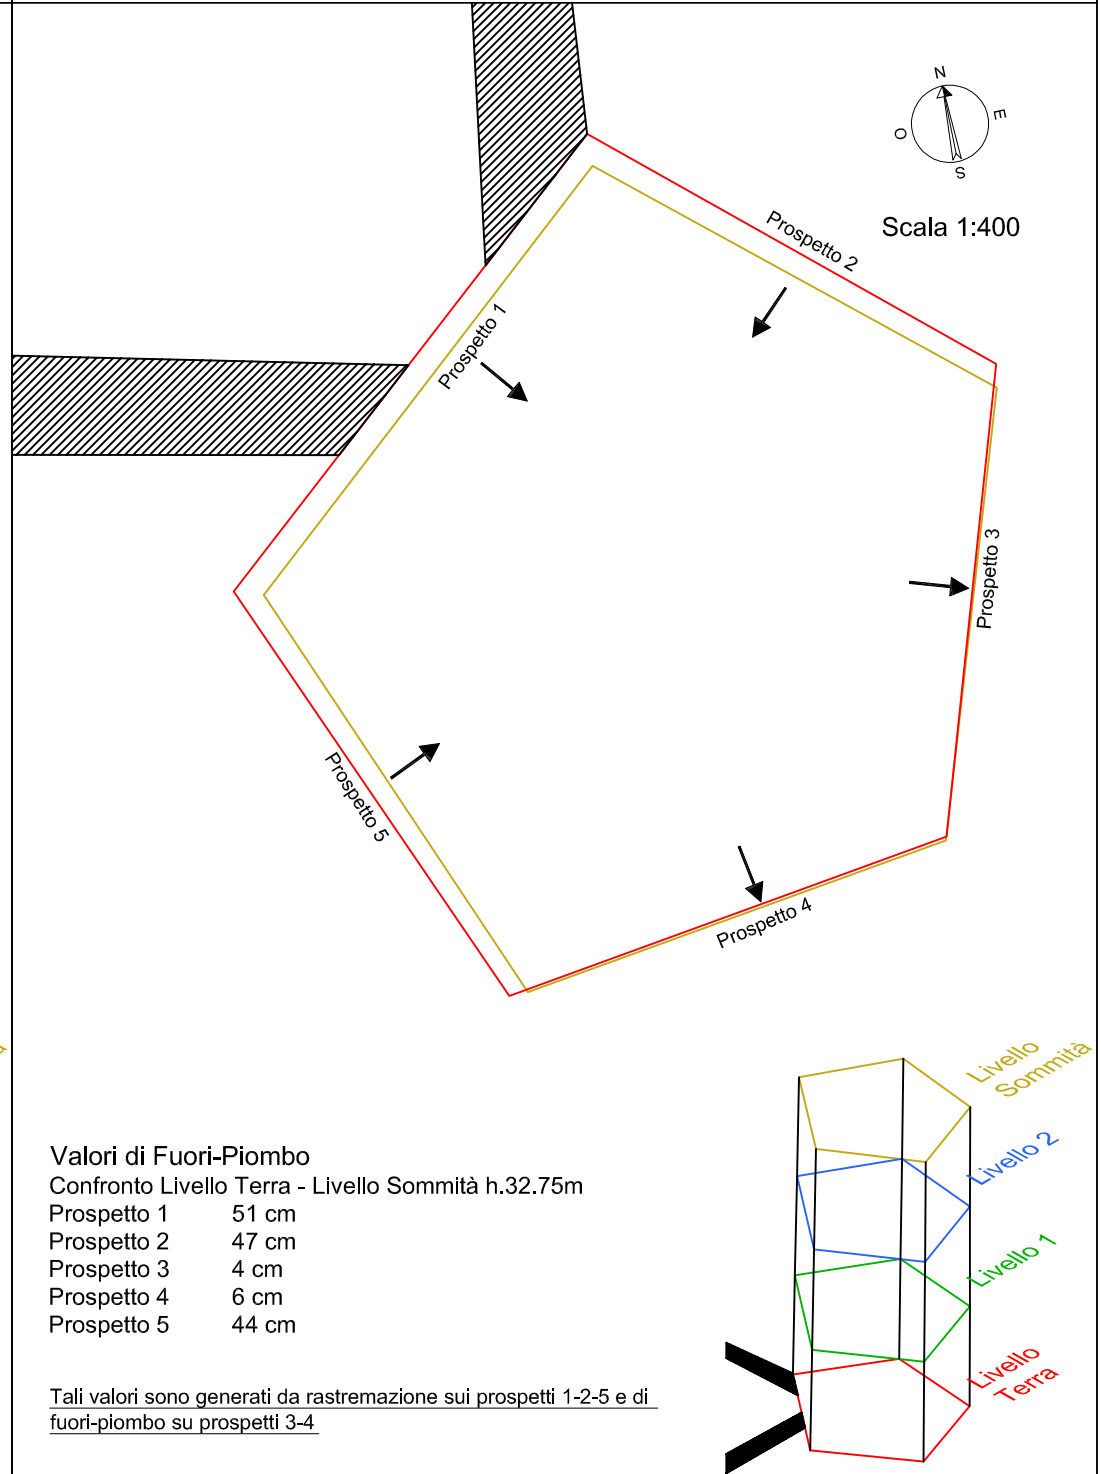 N
E
O
S
Scala 1:400
Prospetto 2
Prospetto 1
Prospetto 3
Prospetto 5
Prospetto 4
Livello
Sommità
Livello 2
Livello 1
Livello
Terra
Valori di Fuori-Piombo
Confronto Livello Terra - Livello Sommità h.32.75m
Prospetto 1 51 cm
Prospetto 2 47 cm
Prospetto 3 4 cm
Prospetto 4 6 cm
Prospetto 5 44 cm
Tali valori sono generati da rastremazione sui prospetti 1-2-5 e di
fuori-piombo su prospetti 3-4